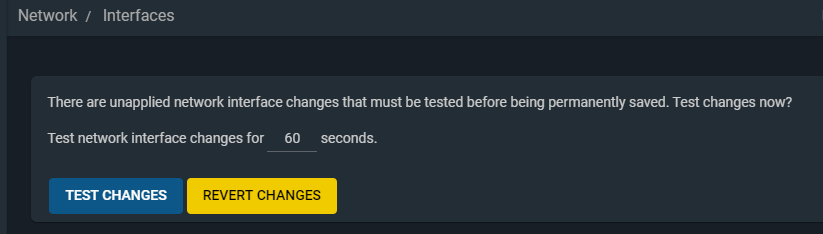 Network / Interfaces
There are unapplied network interface changes that must be tested before being permanently saved. Test changes now?
Test network interface changes for 60 seconds.
TEST CHANGES REVERT CHANGES